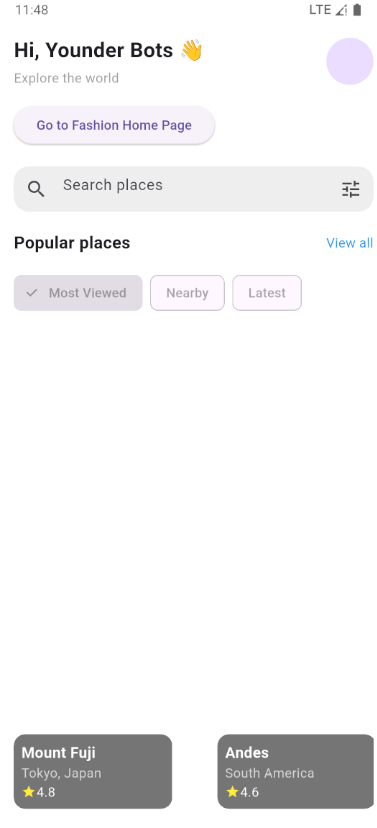 11:48 LTE
Hi, Younder Bots 👋
Explore the world
Go to Fashion Home Page
Search places
Popular places View all
Most Viewed Nearby Latest
Mount Fuji Andes
Tokyo, Japan South America
⭐4.8 ⭐4.6